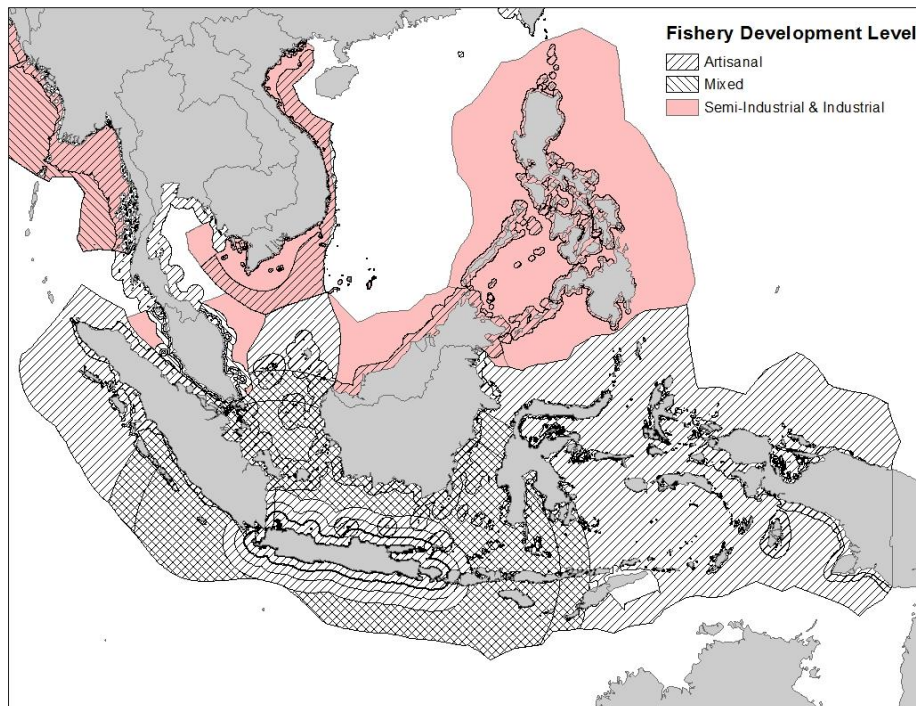 Fishery Development Level
Artisanal
Mixed
Semi-Industrial & Industrial